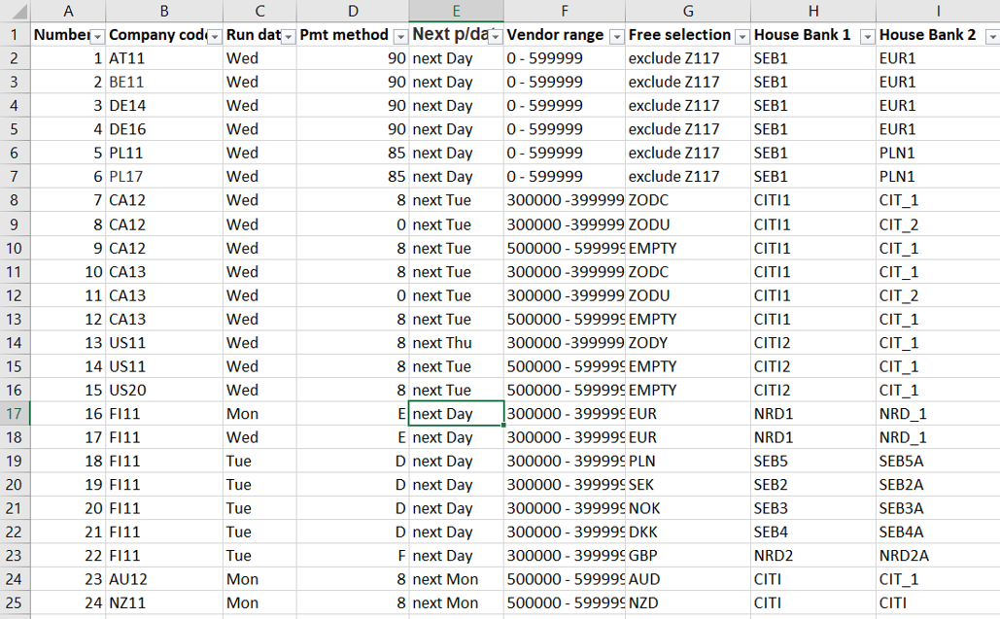 A B C D E F G H I
1 Number Company code Run dat Pmt method Next p/da Vendor range Free selection House Bank 1 House Bank 2
2 1 AT11 Wed 90 next Day 0 - 599999 exclude Z117 SEB1 EUR1
3 2 BE11 Wed 90 next Day 0 - 599999 exclude Z117 SEB1 EUR1
4 3 DE14 Wed 90 next Day 0 - 599999 exclude Z117 SEB1 EUR1
5 4 DE16 Wed 90 next Day 0 - 599999 exclude Z117 SEB1 EUR1
6 5 PL11 Wed 85 next Day 0 - 599999 exclude Z117 SEB1 PLN1
7 6 PL17 Wed 85 next Day 0 - 599999 exclude Z117 SEB1 PLN1
8 7 CA12 Wed 8 next Tue 300000 -399999 ZODC CITI1 CIT_1
9 8 CA12 Wed 0 next Tue 300000 -399999 ZODU CITI1 CIT_2
10 9 CA12 Wed 8 next Tue 500000 - 599999 EMPTY CITI1 CIT_1
11 10 CA13 Wed 8 next Tue 300000 -399999 ZODC CITI1 CIT_1
12 11 CA13 Wed 0 next Tue 300000 -399999 ZODU CITI1 CIT_2
13 12 CA13 Wed 8 next Tue 500000 - 599999 EMPTY CITI1 CIT_1
14 13 US11 Wed 8 next Thu 300000 -399999 ZODY CITI2 CIT_1
15 14 US11 Wed 8 next Tue 500000 - 599999 EMPTY CITI2 CIT_1
16 15 US20 Wed 8 next Tue 500000 - 599999 EMPTY CITI2 CIT_1
17 16 FI11 Mon E next Day 300000 - 399999 EUR NRD1 NRD_1
18 17 FI11 Wed E next Day 300000 - 399999 EUR NRD1 NRD_1
19 18 FI11 Tue D next Day 300000 - 399999 PLN SEB5 SEB5A
20 19 FI11 Tue D next Day 300000 - 399999 SEK SEB2 SEB2A
21 20 FI11 Tue D next Day 300000 - 399999 NOK SEB3 SEB3A
22 21 FI11 Tue D next Day 300000 - 399999 DKK SEB4 SEB4A
23 22 FI11 Tue F next Day 300000 - 399999 GBP NRD2 NRD2A
24 23 AU12 Mon 8 next Mon 500000 - 599999 AUD CITI CIT_1
25 24 NZ11 Mon 8 next Mon 500000 - 599999 NZD CITI CITI